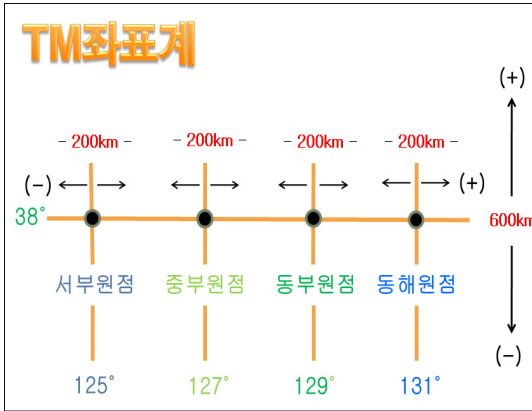 TM좌표계
(+)
- 200km - - 200km - - 200km - - 200km -
(-) (+)
38° 600km
서부원점 중부원점 동부원점 동해원점
(-)
125° 127° 129° 131°